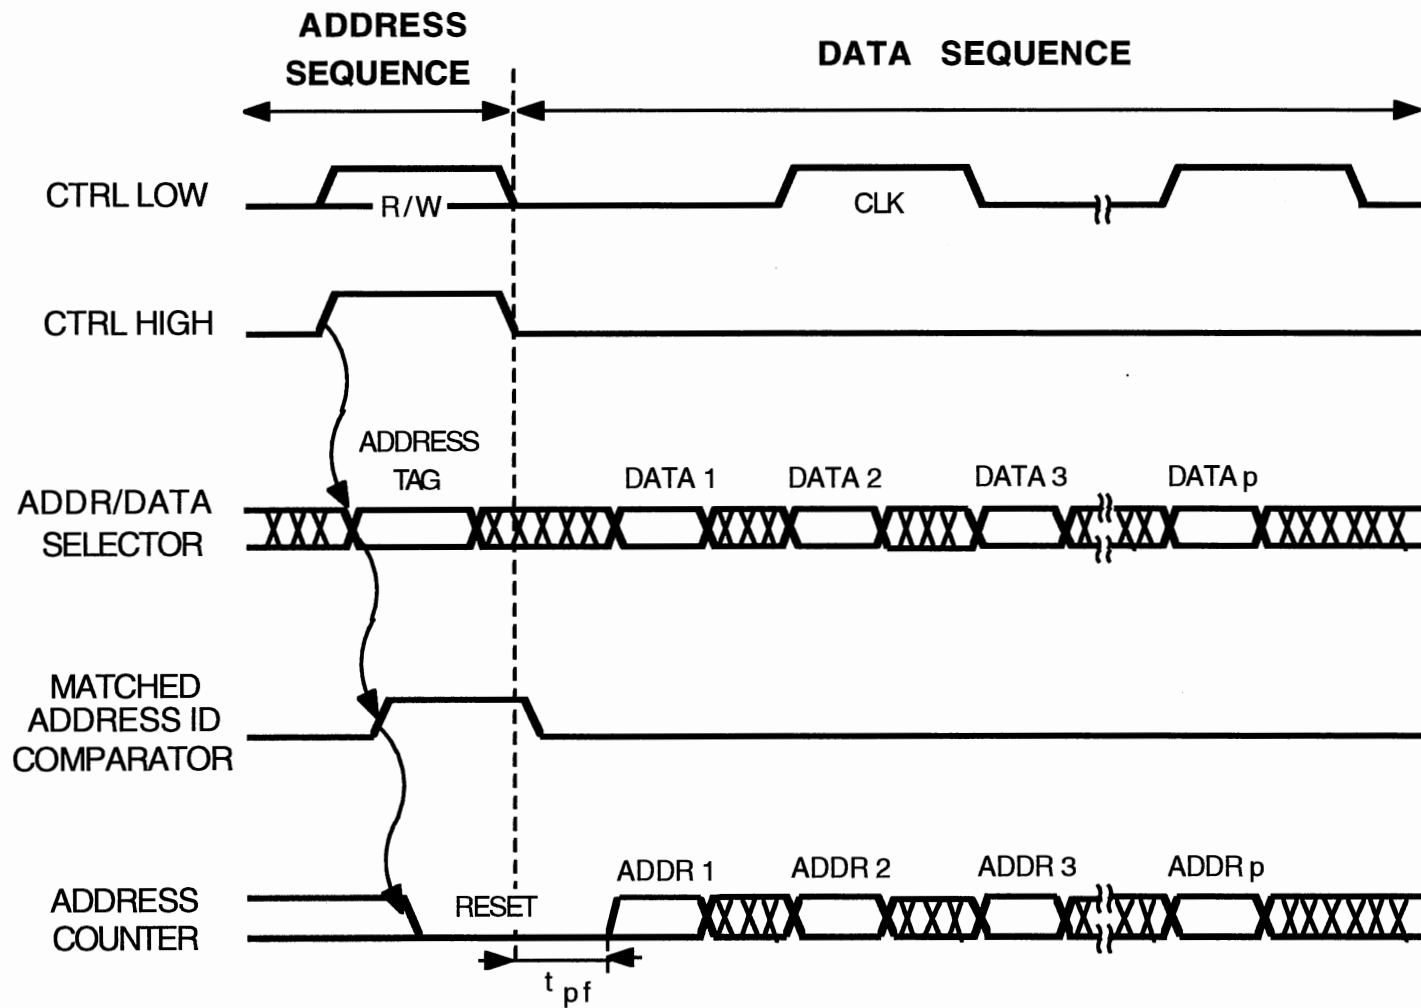 ADDRESS
SEQUENCE
DATA SEQUENCE
CTRL LOW
R/W
CLK
CTRL HIGH
ADDRESS
TAG
DATA 1
DATA 2
DATA 3
DATA p
ADDR/DATA
SELECTOR
MATCHED
ADDRESS ID
COMPARATOR
ADDR 1
ADDR 2
ADDR 3
ADDR p
ADDRESS
COUNTER
RESET
t pf